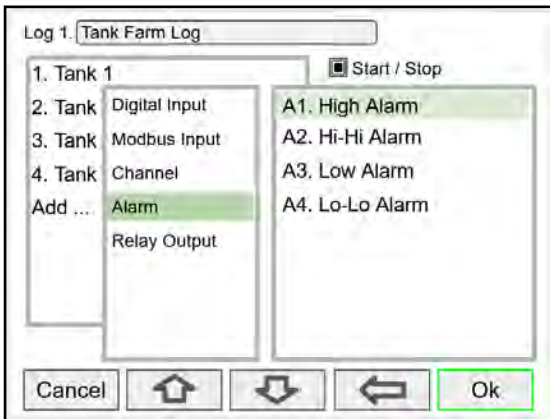 Log 1. Tank Farm Log
Start / Stop
1. Tank 1
2. Tank
3. Tank
4. Tank
Add ...
Digital Input
Modbus Input
Channel
Alarm
Relay Output
A1. High Alarm
A2. Hi-Hi Alarm
A3. Low Alarm
A4. Lo-Lo Alarm
Cancel
Ok